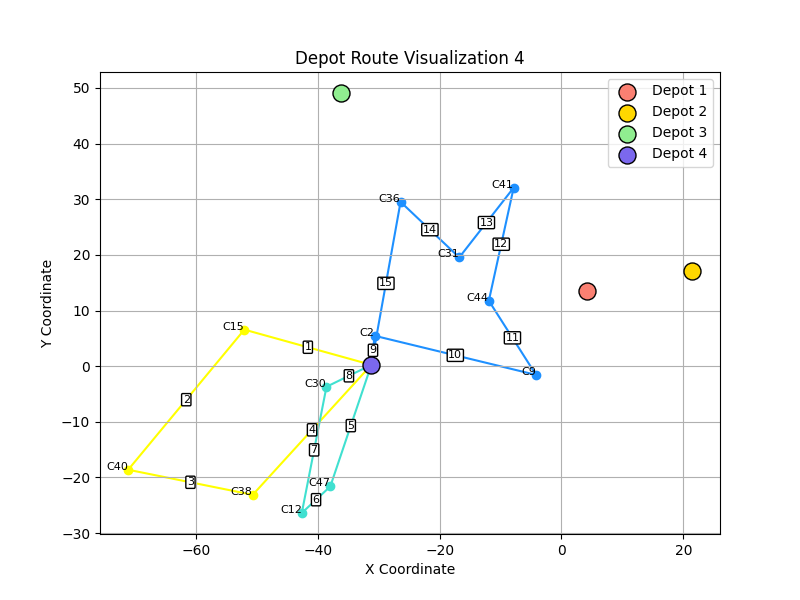 Depot Route Visualization 4
Depot 1
Depot 2
Depot 3
Depot 4
Y Coordinate
50
40
30
20
10
0
−10
−20
−30
−60
−40
−20
0
20
X Coordinate
C36
C41
C31
C44
C2
C9
C15
C30
C40
C38
C47
C12
1
2
3
4
5
6
7
8
9
10
11
12
13
14
15